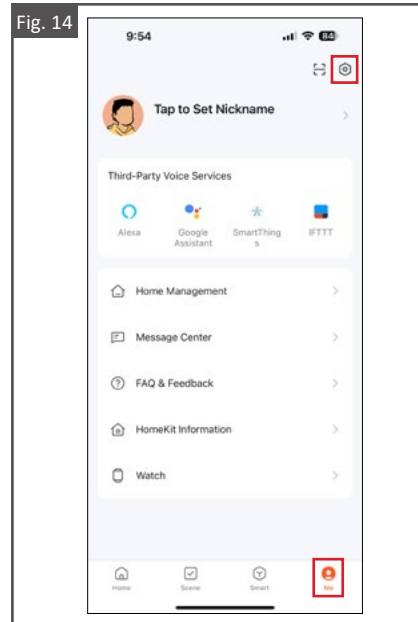 Fig. 14
9:54
84
Tap to Set Nickname
Third-Party Voice Services
Alexa
Google
Assistant
SmartThing
s
IFTTT
Home Management
Message Center
FAQ & Feedback
HomeKit Information
Watch
Home
Scene
Smart
Me